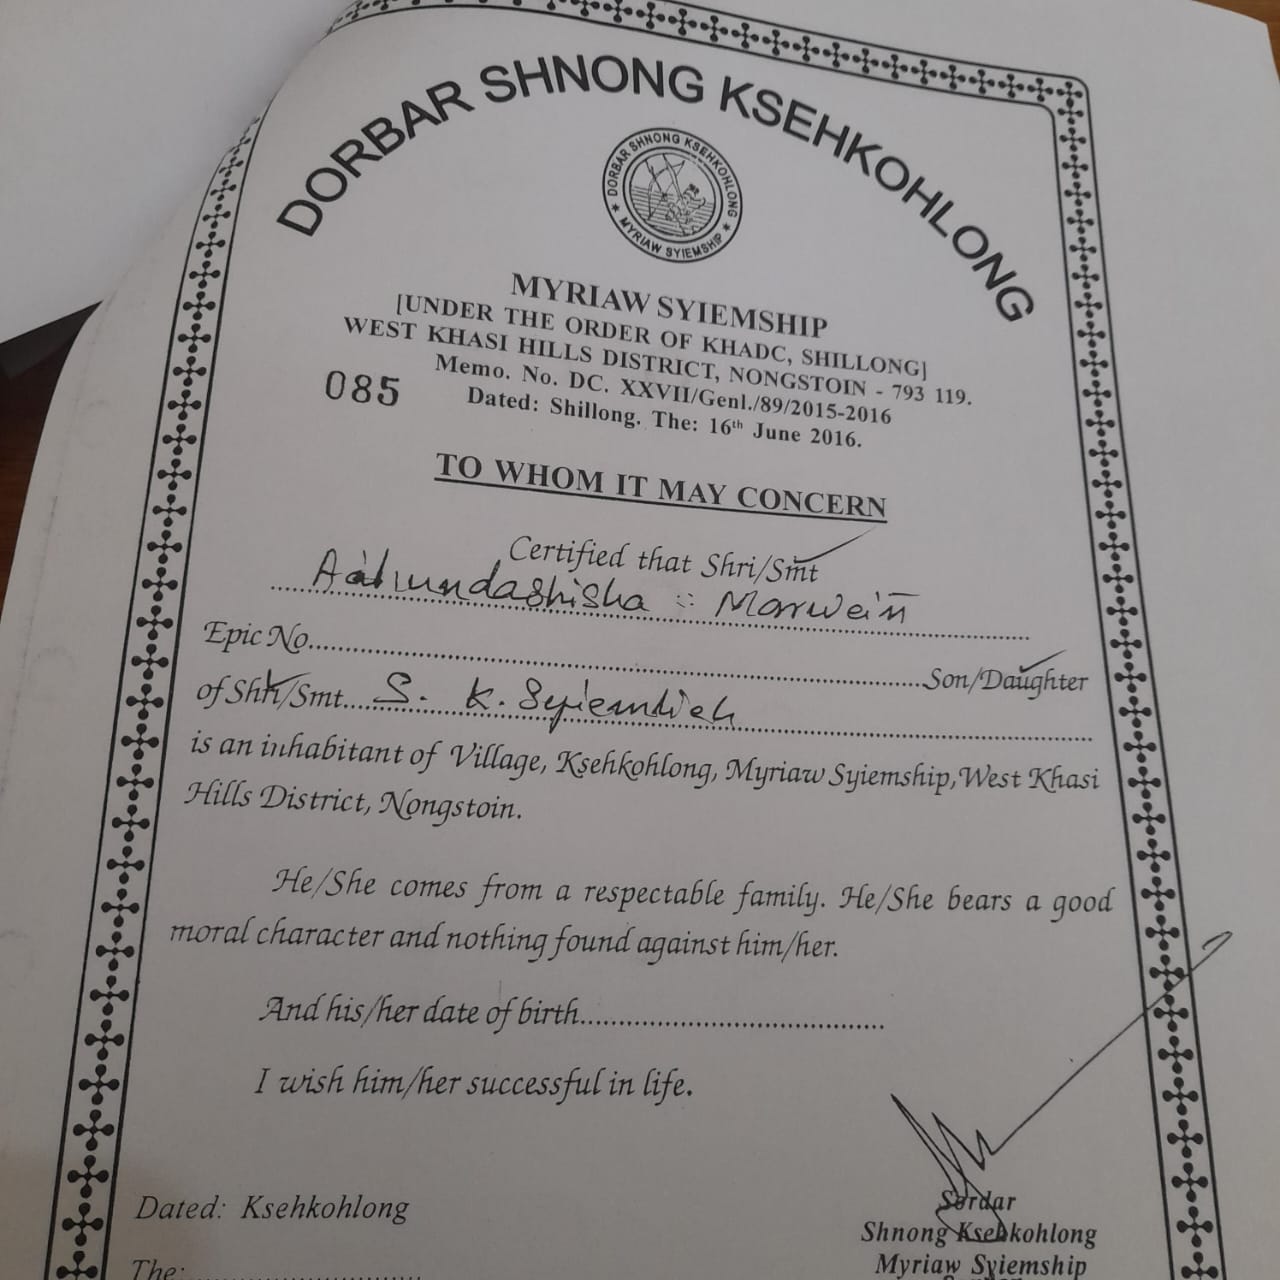 DORBAR SHNONG KSEHKOHLONG
DORBAR SHNONG KSEHKOHLONG
★ MYRIAW SYIEMSHIP ★
MYRIAW SYIEMSHIP
[UNDER THE ORDER OF KHADC, SHILLONG]
WEST KHASI HILLS DISTRICT, NONGSTOIN - 793 119.
Memo. No. DC. XXVII/Genl./89/2015-2016
085
Dated: Shillong. The: 16th June 2016.
TO WHOM IT MAY CONCERN
Certified that Shri/Smt
Marwein
Epic No. Son/Daughter
of Shri/Smt. S. K. Syiemlieh
is an inhabitant of Village, Ksehkohlong, Myriaw Syiemship, West Khasi
Hills District, Nongstoin.
He/She comes from a respectable family. He/She bears a good
moral character and nothing found against him/her.
And his/her date of birth
I wish him/her successful in life.
Dated: Ksehkohlong
Sordar
Shnong Ksehkohlong
Myriaw Syiemship
The: